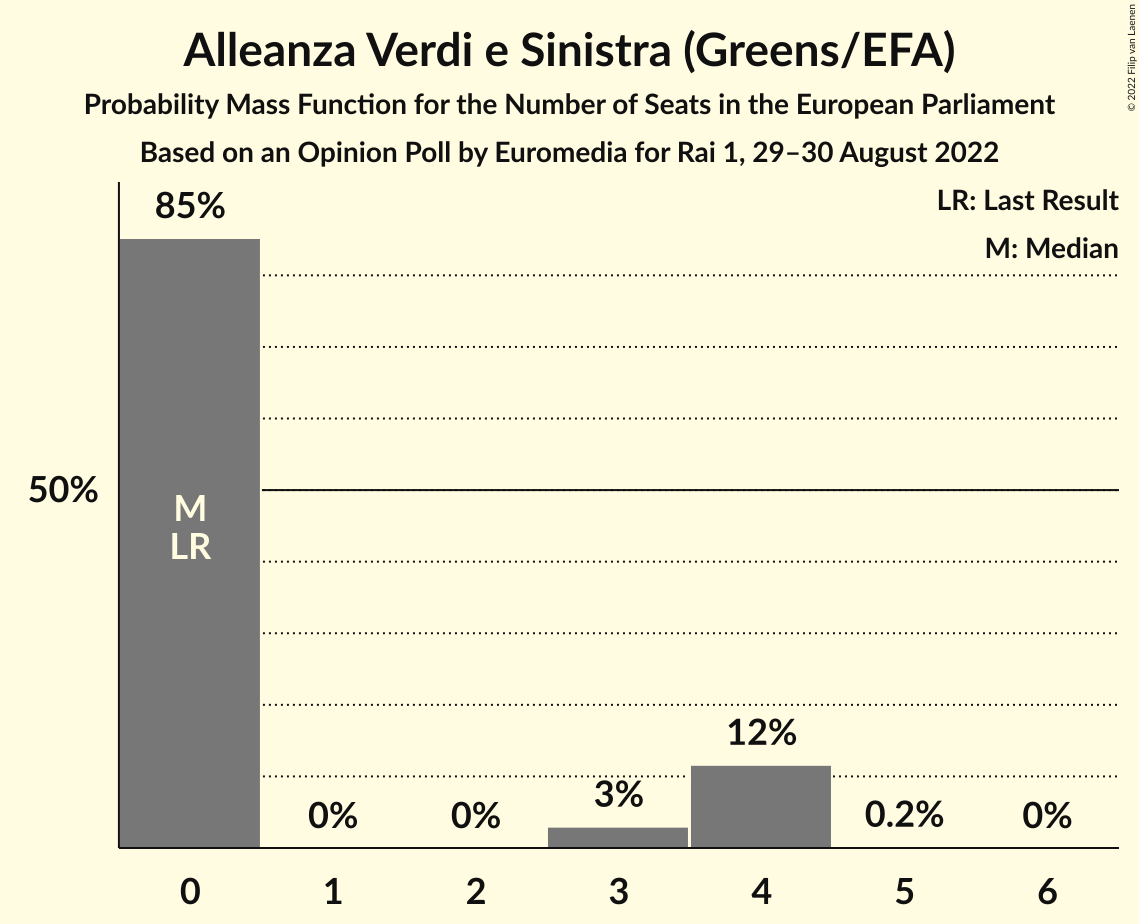 Alleanza Verdi e Sinistra (Greens/EFA)
Probability Mass Function for the Number of Seats in the European Parliament
Based on an Opinion Poll by Euromedia for Rai 1, 29–30 August 2022
© 2022 Filip van Laenen
LR: Last Result
M: Median
85%
50%
M
LR
0%
0%
3%
12%
0.2%
0%
0
1
2
3
4
5
6